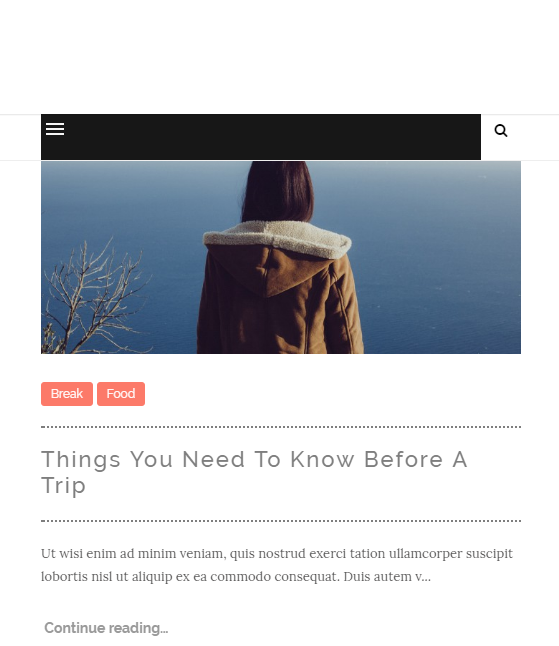 Break Food
Things You Need To Know Before A
Trip
Ut wisi enim ad minim veniam, quis nostrud exerci tation ullamcorper suscipit
lobortis nisl ut aliquip ex ea commodo consequat. Duis autem v...
Continue reading...